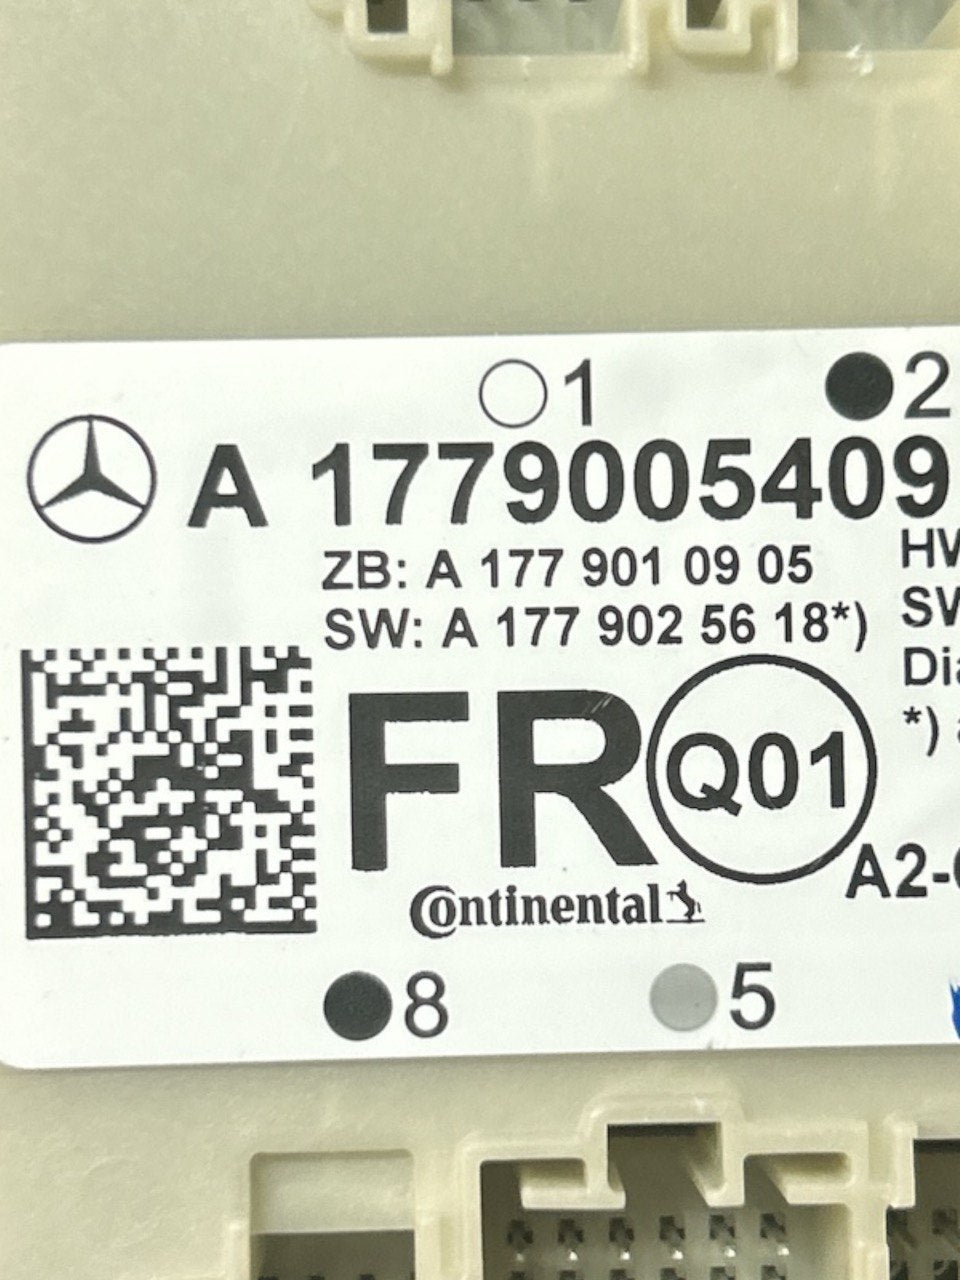 1 2
A 1779005409
ZB: A 177 901 09 05 HW
SW: A 177 902 56 18*) SW
Dia
*) a
FR Q01
A2-
Continental
8 5